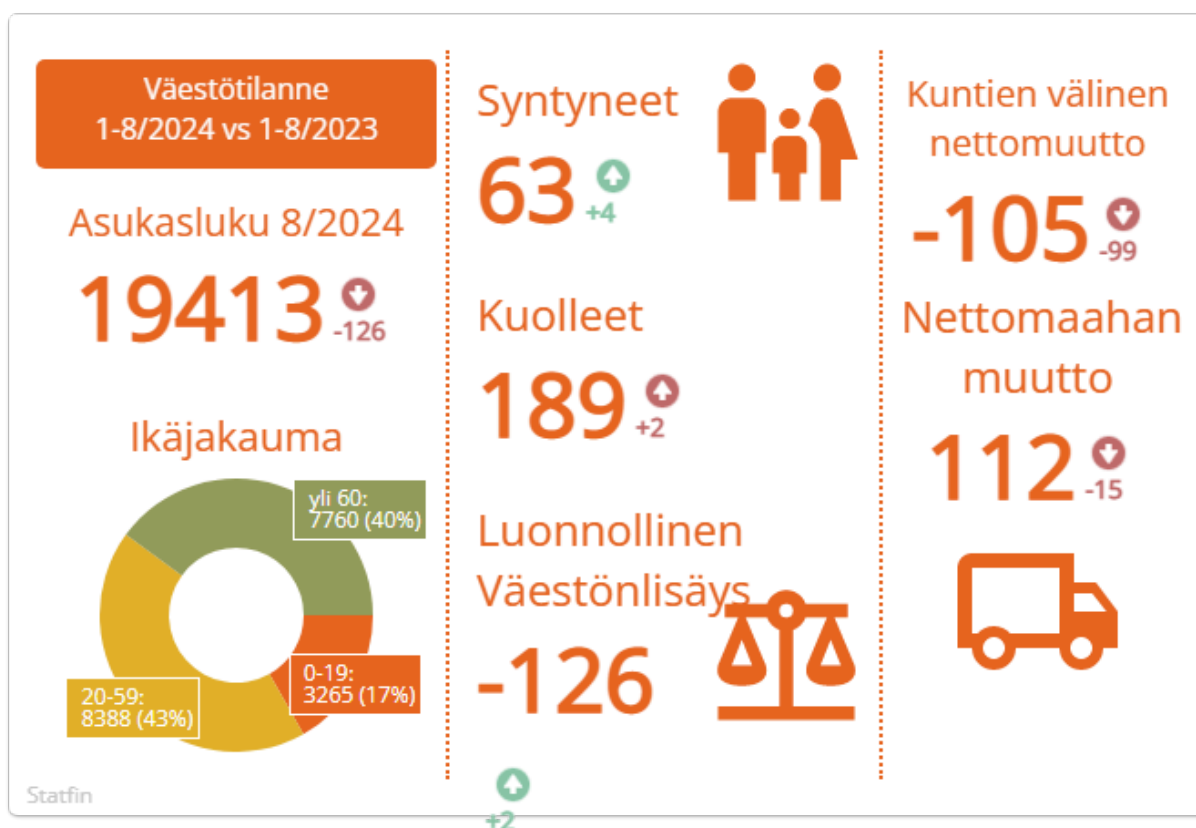 Väestötilanne
1-8/2024 vs 1-8/2023
Asukasluku 8/2024
19413
-126
Ikäjakauma
yli 60:
7760 (40%)
0-19:
3265 (17%)
20-59:
8388 (43%)
Statfin
Syntyneet
63
+4
Kuolleet
189
+2
Luonnollinen
Väestönlisäys
-126
+2
Kuntien välinen
nettomuutto
-105
-99
Nettomaahan
muutto
112
-15